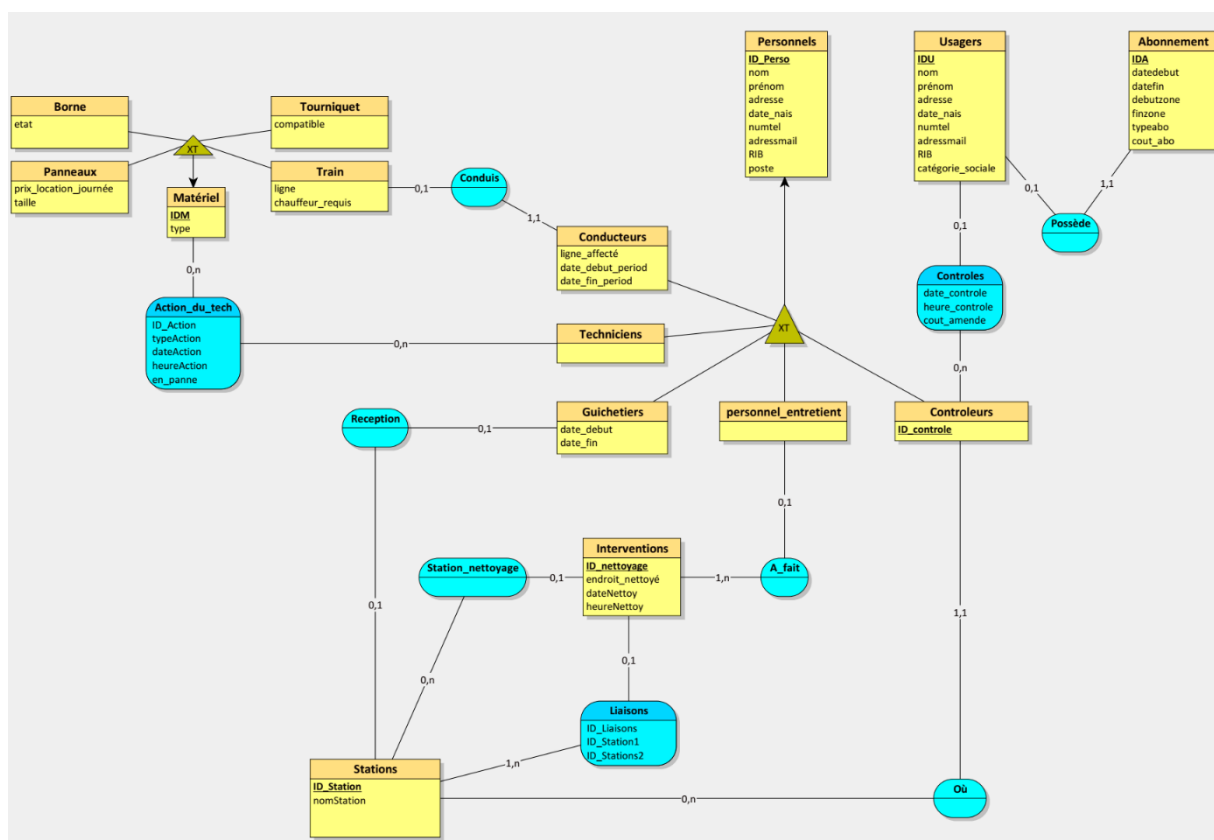 Personnels
ID_Perso
nom
prénom
adresse
date_nais
numtel
adressmail
RIB
poste
Usagers
IDU
nom
prénom
adresse
date_nais
numtel
adressmail
RIB
catégorie_sociale
Abonnement
IDA
datedebut
datefin
debutzone
finzone
typeabo
cout_abo
Borne
etat
Tourniquet
compatible
XT
Panneaux
prix_location_journée
taille
Train
ligne
chauffeur_requis
0,1
Conduis
1,1
Matériel
IDM
type
0,1
1,1
Possède
Conducteurs
ligne_affecté
date_debut_period
date_fin_period
0,1
0,n
Controles
date_controle
heure_controle
cout_amende
Action_du_tech
ID_Action
typeAction
dateAction
heureAction
en_panne
0,n
Techniciens
XT
0,n
Reception
0,1
Guichetiers
date_debut
date_fin
personnel_entretient
Controleurs
ID_controle
0,1
Station_nettoyage
0,1
Interventions
ID_nettoyage
endroit_nettoyé
dateNettoy
heureNettoy
1,n
A_fait
0,1
1,1
0,n
0,1
Liaisons
ID_Liaisons
ID_Station1
ID_Stations2
1,n
Stations
ID_Station
nomStation
0,n
Où